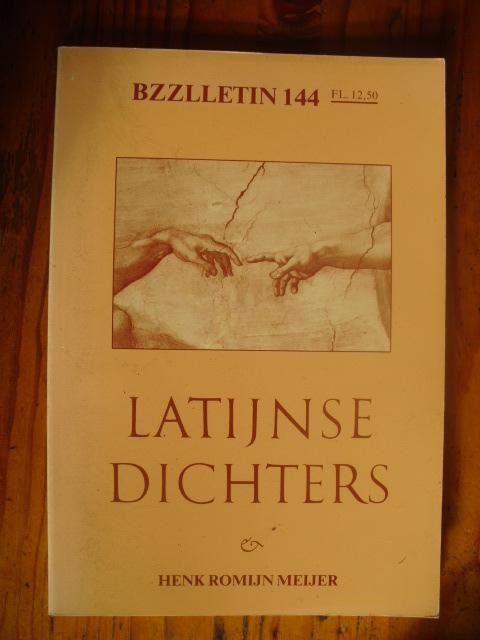 BZZLLETIN 144 FL. 12,50
LATIJNSE
DICHTERS
&
HENK ROMIJN MEIJER